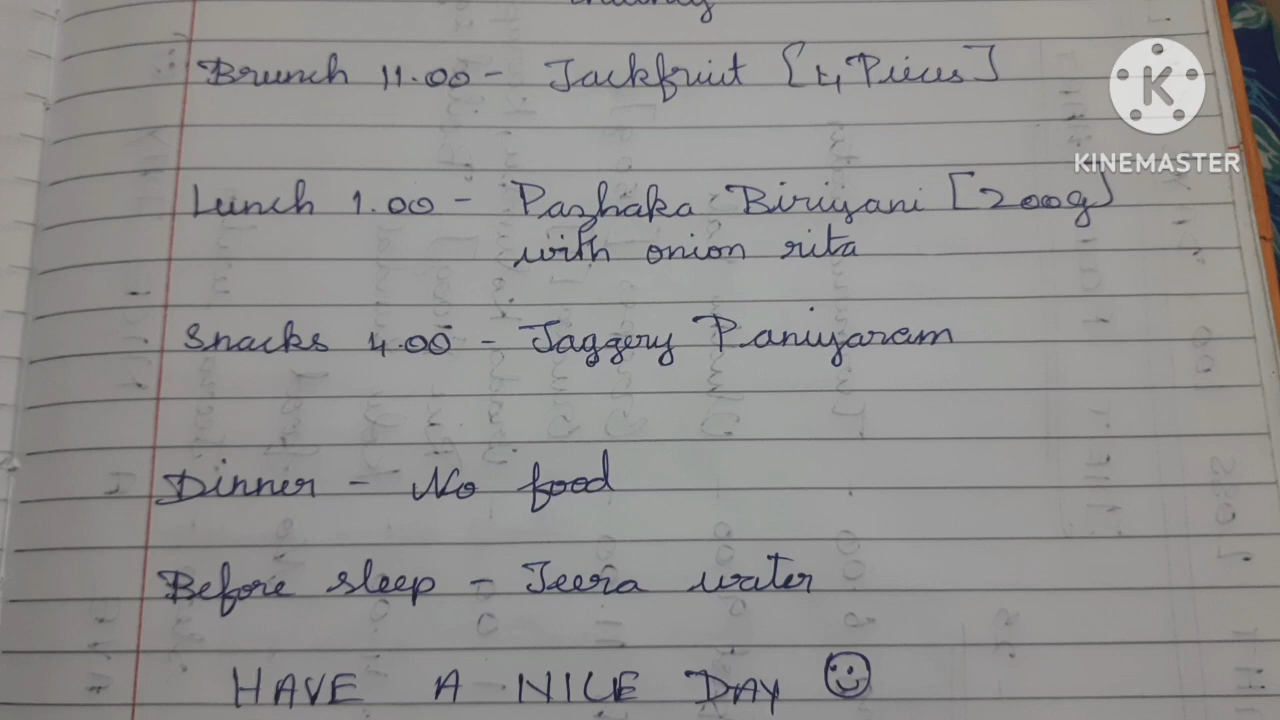 Brunch 11.00 - Jackfruit [4 Pieces]
K
KINEMASTER
Lunch 1.00 - Pazhaka Biriyani [200g]
with onion rita
Snacks 4.00 - Jaggery Paniyaram
Dinner - No food
Before sleep - Jeera water
HAVE A NICE DAY